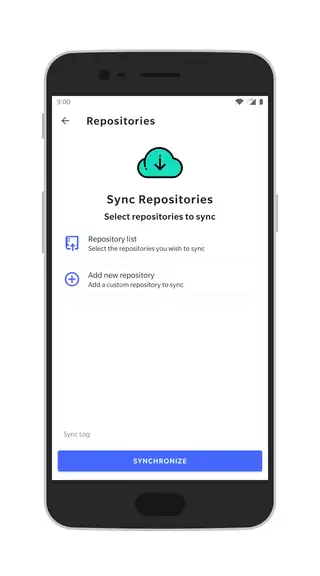 9:00
Repositories
Sync Repositories
Select repositories to sync
Repository list
Select the repositories you wish to sync
Add new repository
Add a custom repository to sync
Sync Log
SYNCHRONIZE